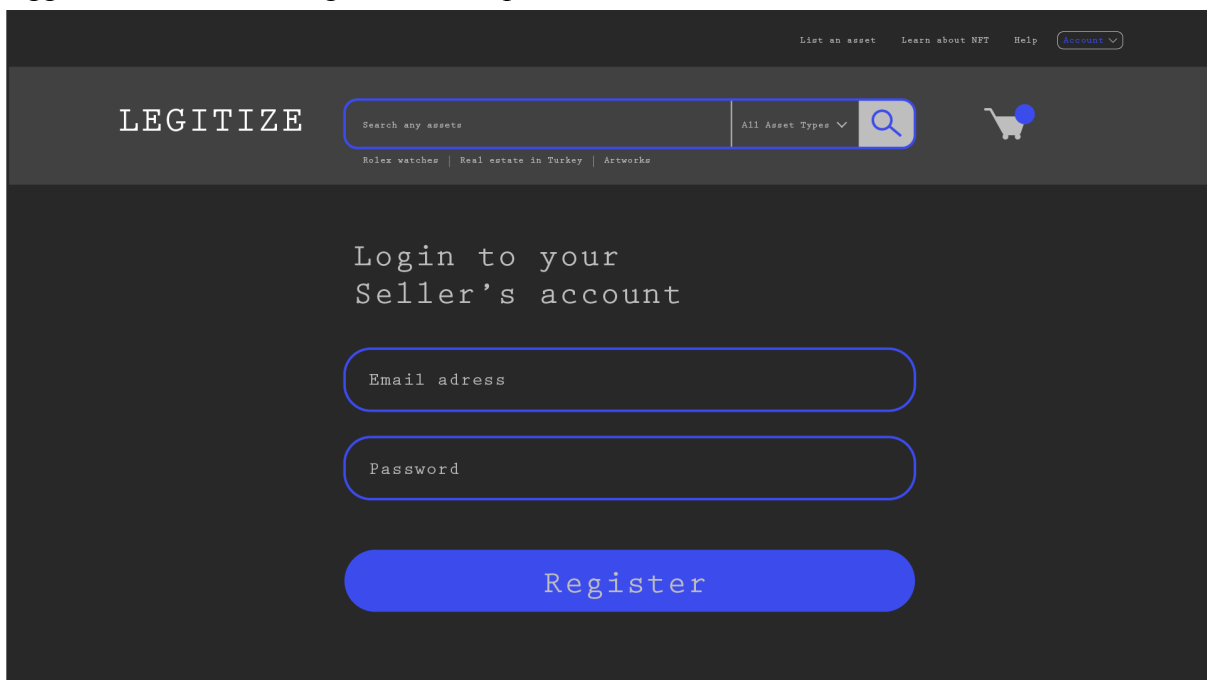 List an asset Learn about NFT Help Account
LEGITIZE
Search any assets All Asset Types
Rolex watches | Real estate in Turkey | Artworks
Login to your
Seller’s account
Email adress
Password
Register